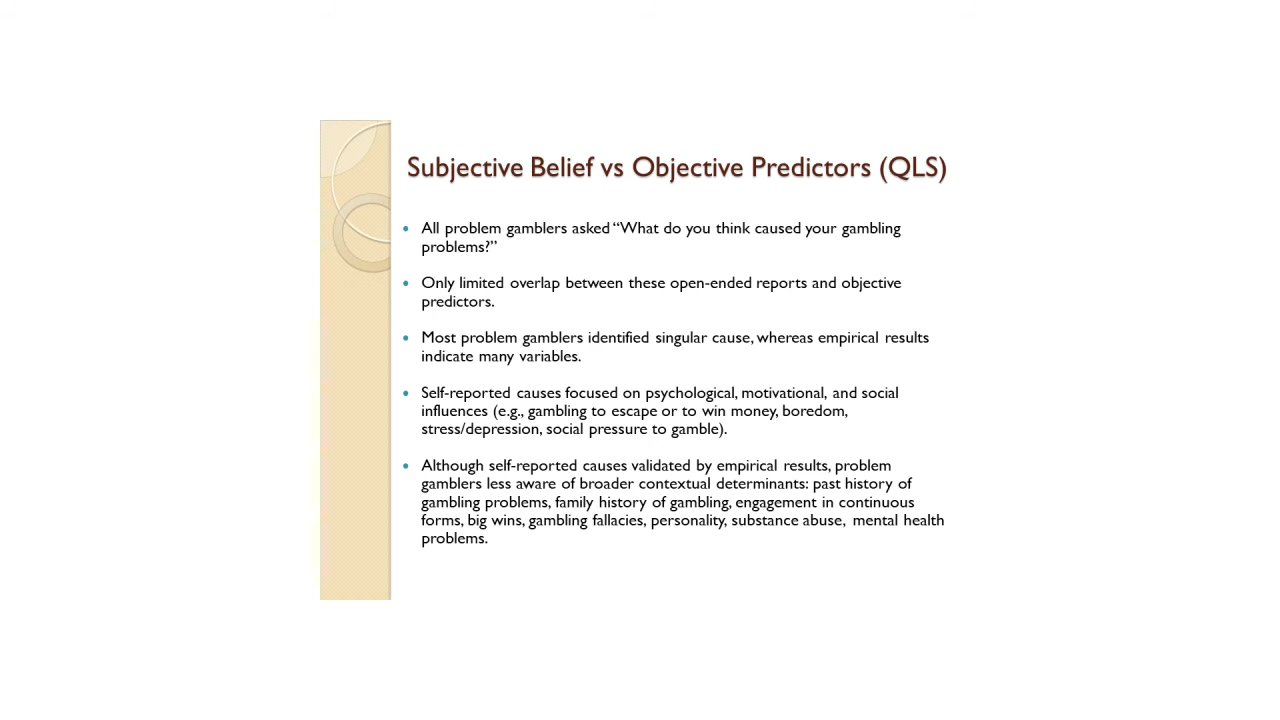 Subjective Belief vs Objective Predictors (QLS)
• All problem gamblers asked “What do you think caused your gambling
problems?”
• Only limited overlap between these open-ended reports and objective
predictors.
• Most problem gamblers identified singular cause, whereas empirical results
indicate many variables.
• Self-reported causes focused on psychological, motivational, and social
influences (e.g., gambling to escape or to win money, boredom,
stress/depression, social pressure to gamble).
• Although self-reported causes validated by empirical results, problem
gamblers less aware of broader contextual determinants: past history of
gambling problems, family history of gambling, engagement in continuous
forms, big wins, gambling fallacies, personality, substance abuse, mental health
problems.